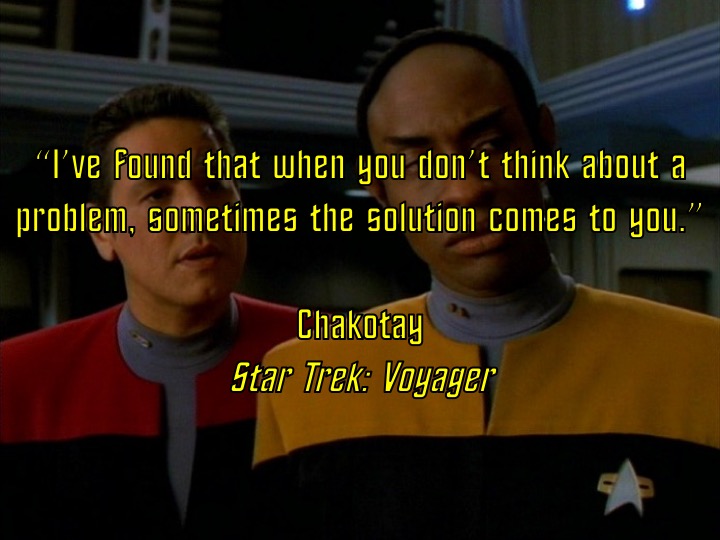 “I’ve found that when you don’t think about a
problem, sometimes the solution comes to you.”
Chakotay
Star Trek: Voyager